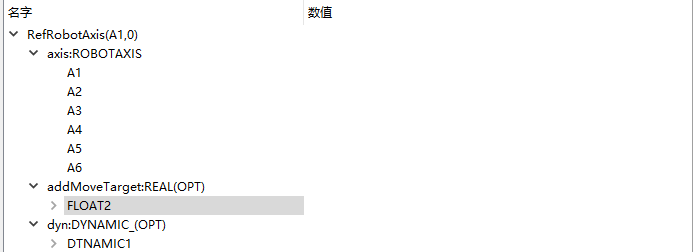 名字 数值
RefRobotAxis(A1,0)
axis:ROBOTAXIS
A1
A2
A3
A4
A5
A6
addMoveTarget:REAL(OPT)
FLOAT2
dyn:DYNAMIC_(OPT)
DTNAMIC1